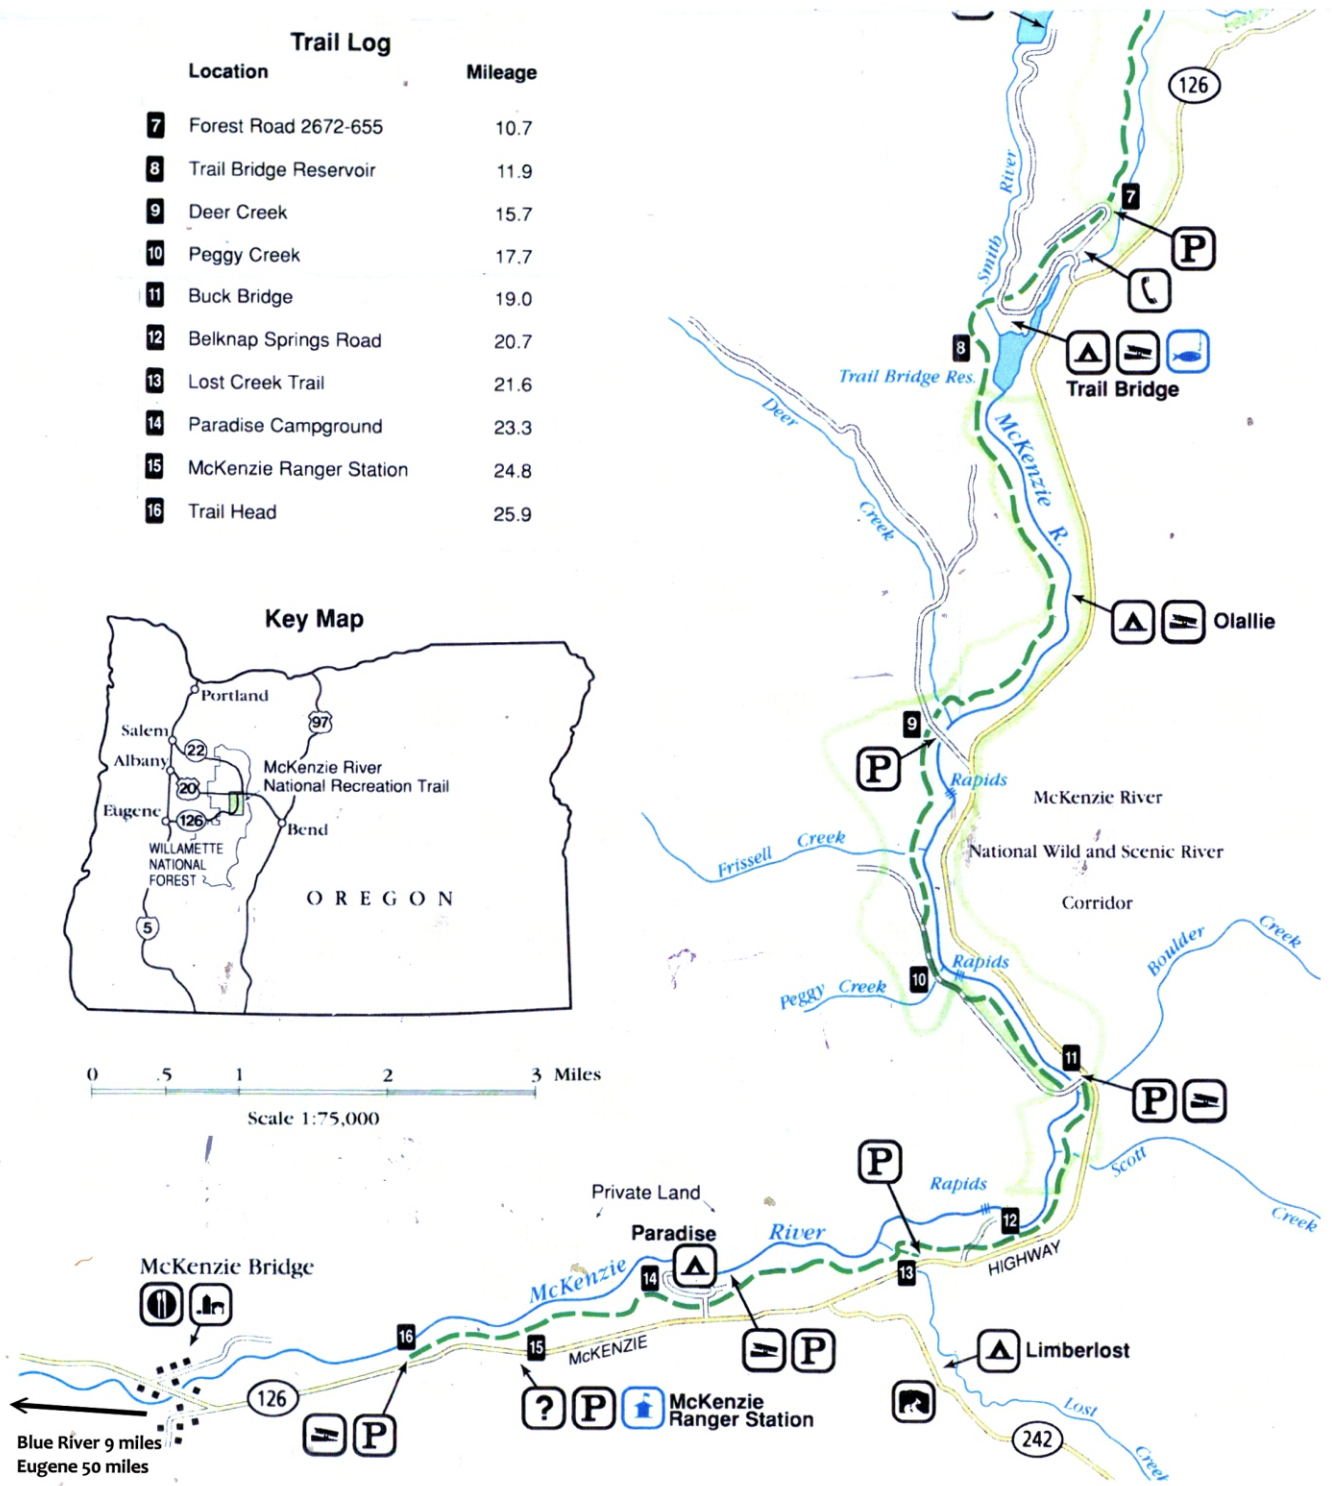 Trail Log
Location Mileage
7 Forest Road 2672-655 10.7
8 Trail Bridge Reservoir 11.9
9 Deer Creek 15.7
10 Peggy Creek 17.7
11 Buck Bridge 19.0
12 Belknap Springs Road 20.7
13 Lost Creek Trail 21.6
14 Paradise Campground 23.3
15 McKenzie Ranger Station 24.8
16 Trail Head 25.9
126
Smith River
7
P
8
Trail Bridge Res.
Trail Bridge
Deer Creek
McKenzie R.
Olallie
9
P
Rapids
McKenzie River
National Wild and Scenic River
Corridor
Frissell Creek
Boulder Creek
Rapids
10
Peggy Creek
11
P
Scott Creek
Key Map
Portland
97
Salem
22
Albany
20
McKenzie River
National Recreation Trail
Eugene
126
Bend
WILLAMETTE
NATIONAL
FOREST
OREGON
5
0 .5 1 2 3 Miles
Scale 1:75,000
P
Rapids
12
Private Land
Paradise
McKenzie River
HIGHWAY
13
14
McKenzie Bridge
16
15
McKENZIE
P
Limberlost
126
? P McKenzie
Ranger Station
P
Lost Creek
242
Blue River 9 miles
Eugene 50 miles